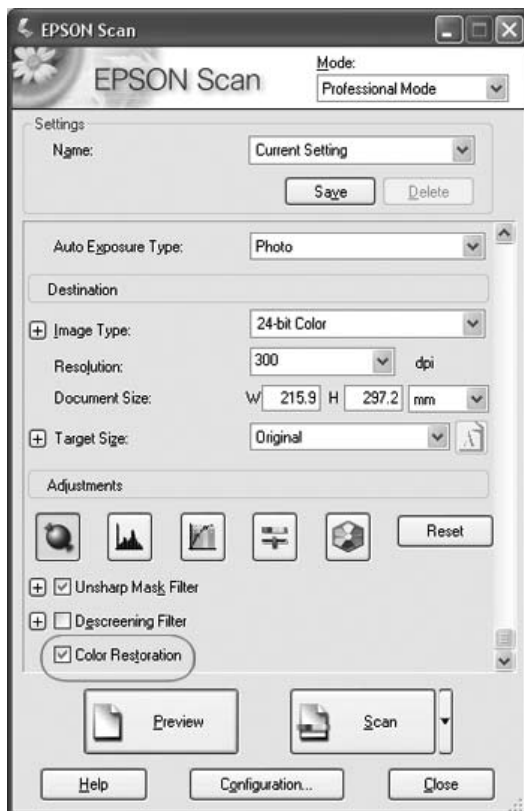 EPSON Scan
EPSON Scan
Mode:
Professional Mode
Settings
Name:
Current Setting
Save
Delete
Auto Exposure Type:
Photo
Destination
Image Type:
24-bit Color
Resolution:
300
dpi
Document Size:
W 215.9 H 297.2 mm
Target Size:
Original
Adjustments
Reset
Unsharp Mask Filter
Descreening Filter
Color Restoration
Preview
Scan
Help
Configuration...
Close